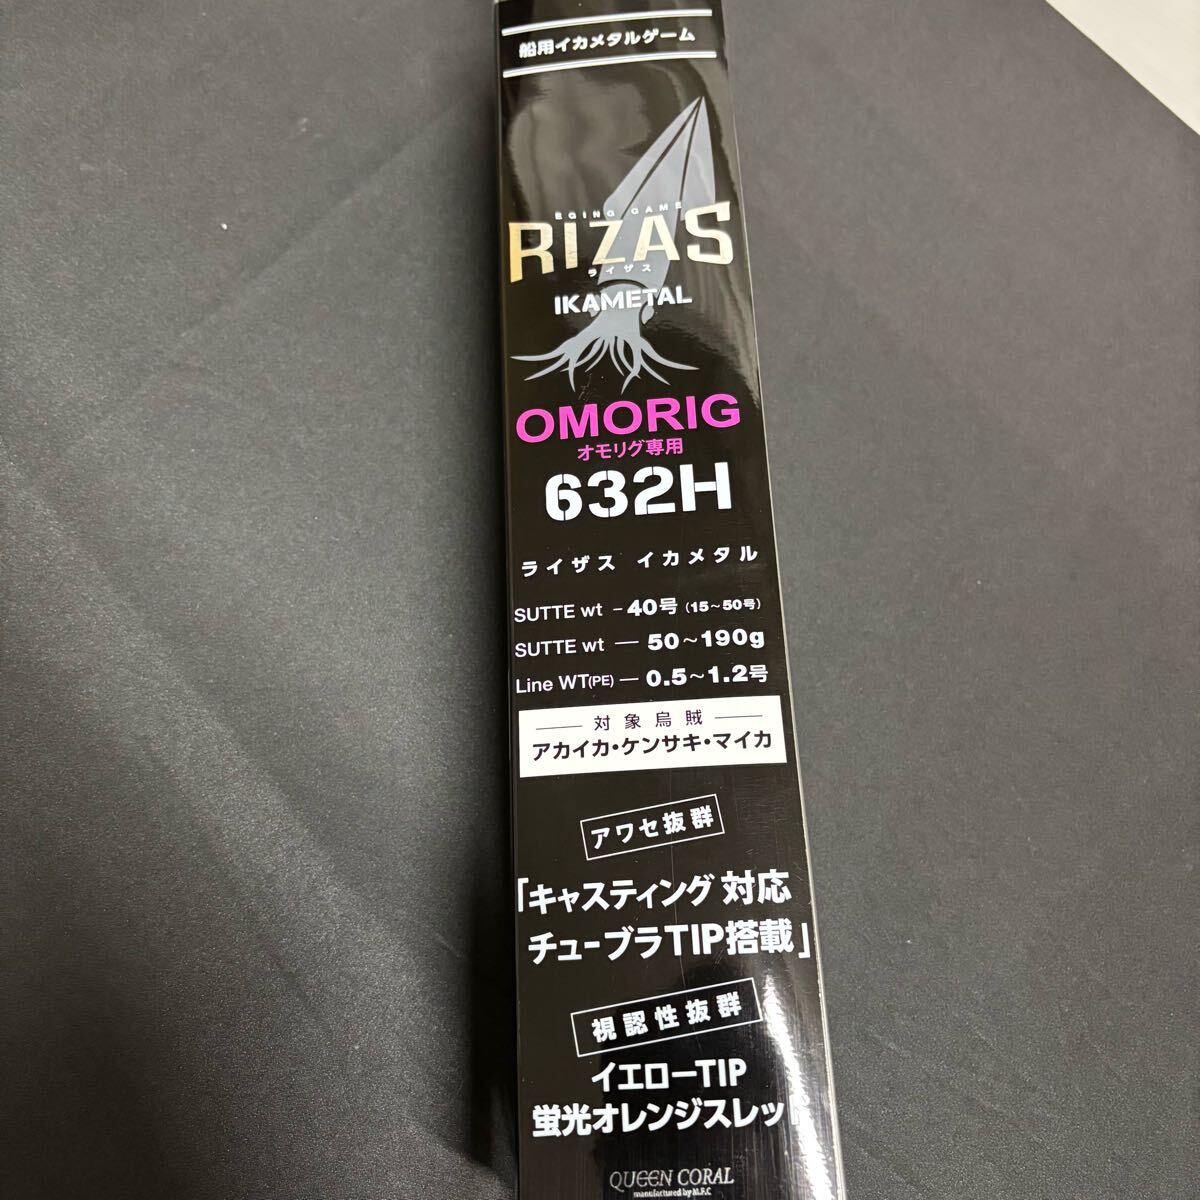 船用イカメタルゲーム
EGING GAME
RIZAS
ライザス
IKAMETAL
OMORIG
オモリグ専用
632H
ライザス イカメタル
SUTTE wt - 40号 (15~50号)
SUTTE wt — 50~190g
Line WT(PE) — 0.5~1.2号
対象烏賊
アカイカ・ケンサキ・マイカ
アワセ抜群
「キャスティング対応
チューブラTIP搭載」
視認性抜群
イエローTIP
蛍光オレンジスレッド
QUEEN CORAL
manufactured by M.F.C